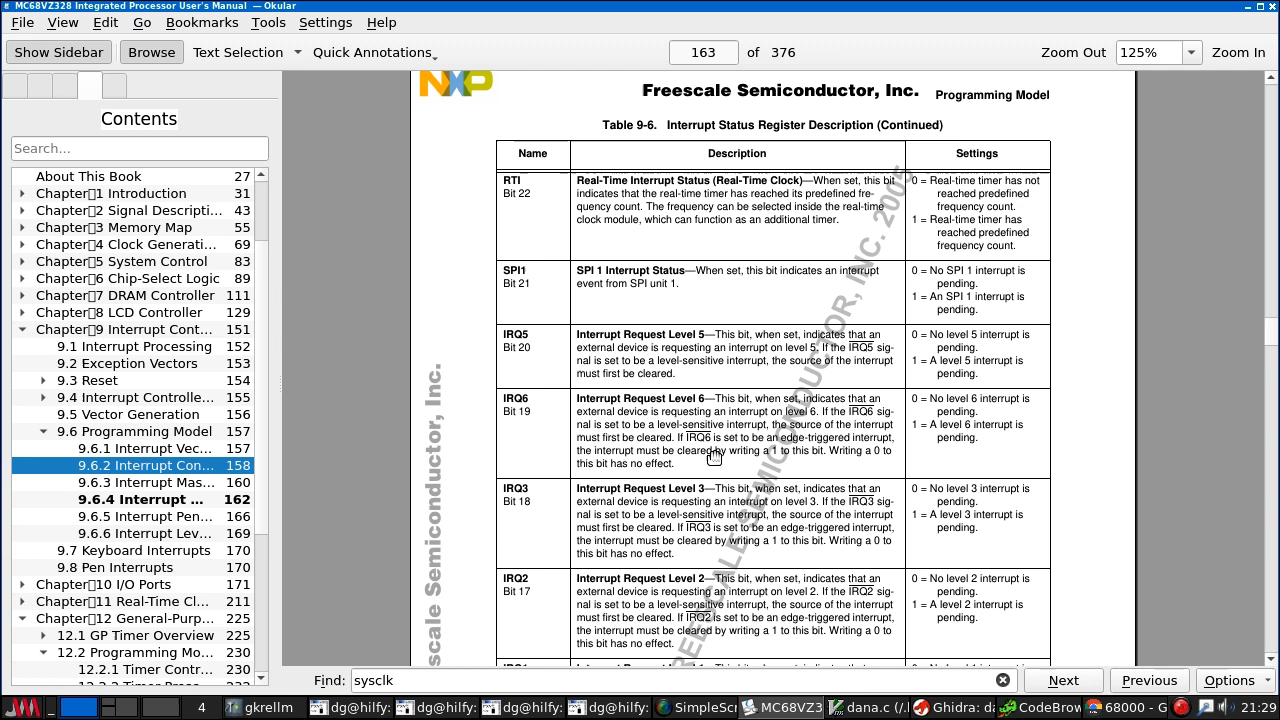 MC68VZ328 Integrated Processor User's Manual — Okular
File View Edit Go Bookmarks Tools Settings Help
Show Sidebar Browse Text Selection Quick Annotations 163 of 376 Zoom Out 125% Zoom In
Contents
Search...
About This Book 27
Chapter 1 Introduction 31
Chapter 2 Signal Descripti... 43
Chapter 3 Memory Map 55
Chapter 4 Clock Generati... 69
Chapter 5 System Control 83
Chapter 6 Chip-Select Logic 89
Chapter 7 DRAM Controller 111
Chapter 8 LCD Controller 129
Chapter 9 Interrupt Cont... 151
9.1 Interrupt Processing 152
9.2 Exception Vectors 153
9.3 Reset 154
9.4 Interrupt Controlle... 155
9.5 Vector Generation 156
9.6 Programming Model 157
9.6.1 Interrupt Vec... 157
9.6.2 Interrupt Con... 158
9.6.3 Interrupt Mas... 160
9.6.4 Interrupt ... 162
9.6.5 Interrupt Pen... 166
9.6.6 Interrupt Lev... 169
9.7 Keyboard Interrupts 170
9.8 Pen Interrupts 170
Chapter 10 I/O Ports 171
Chapter 11 Real-Time Cl... 211
Chapter 12 General-Purp... 225
12.1 GP Timer Overview 225
12.2 Programming Mo... 230
12.2.1 Timer Contr... 230
NXP
Freescale Semiconductor, Inc. Programming Model
Table 9-6. Interrupt Status Register Description (Continued)
Name Description Settings
RTI
Bit 22
Real-Time Interrupt Status (Real-Time Clock)—When set, this bit
indicates that the real-time timer has reached its predefined fre-
quency count. The frequency can be selected inside the real-time
clock module, which can function as an additional timer.
0 = Real-time timer has not
reached predefined
frequency count.
1 = Real-time timer has
reached predefined
frequency count.
SPI1
Bit 21
SPI 1 Interrupt Status—When set, this bit indicates an interrupt
event from SPI unit 1.
0 = No SPI 1 interrupt is
pending.
1 = An SPI 1 interrupt is
pending.
IRQ5
Bit 20
Interrupt Request Level 5—This bit, when set, indicates that an
external device is requesting an interrupt on level 5. If the IRQ5 sig-
nal is set to be a level-sensitive interrupt, the source of the interrupt
must first be cleared.
0 = No level 5 interrupt is
pending.
1 = A level 5 interrupt is
pending.
IRQ6
Bit 19
Interrupt Request Level 6—This bit, when set, indicates that an
external device is requesting an interrupt on level 6. If the IRQ6 sig-
nal is set to be a level-sensitive interrupt, the source of the interrupt
must first be cleared. If IRQ6 is set to be an edge-triggered interrupt,
the interrupt must be cleared by writing a 1 to this bit. Writing a 0 to
this bit has no effect.
0 = No level 6 interrupt is
pending.
1 = A level 6 interrupt is
pending.
IRQ3
Bit 18
Interrupt Request Level 3—This bit, when set, indicates that an
external device is requesting an interrupt on level 3. If the IRQ3 sig-
nal is set to be a level-sensitive interrupt, the source of the interrupt
must first be cleared. If IRQ3 is set to be an edge-triggered interrupt,
the interrupt must be cleared by writing a 1 to this bit. Writing a 0 to
this bit has no effect.
0 = No level 3 interrupt is
pending.
1 = A level 3 interrupt is
pending.
IRQ2
Bit 17
Interrupt Request Level 2—This bit, when set, indicates that an
external device is requesting an interrupt on level 2. If the IRQ2 sig-
nal is set to be a level-sensitive interrupt, the source of the interrupt
must first be cleared. If IRQ2 is set to be an edge-triggered interrupt,
the interrupt must be cleared by writing a 1 to this bit. Writing a 0 to
this bit has no effect.
0 = No level 2 interrupt is
pending.
1 = A level 2 interrupt is
pending.
scale Semiconductor, Inc.
REESCALE SEMICONDUCTOR, INC. 2005
Find: sysclk Next Previous Options
4 gkrellm dg@hilfy: dg@hilfy: dg@hilfy: dg@hilfy: SimpleScr MC68VZ3 dana.c (/. Ghidra: da CodeBrow 68000 - G 21:29